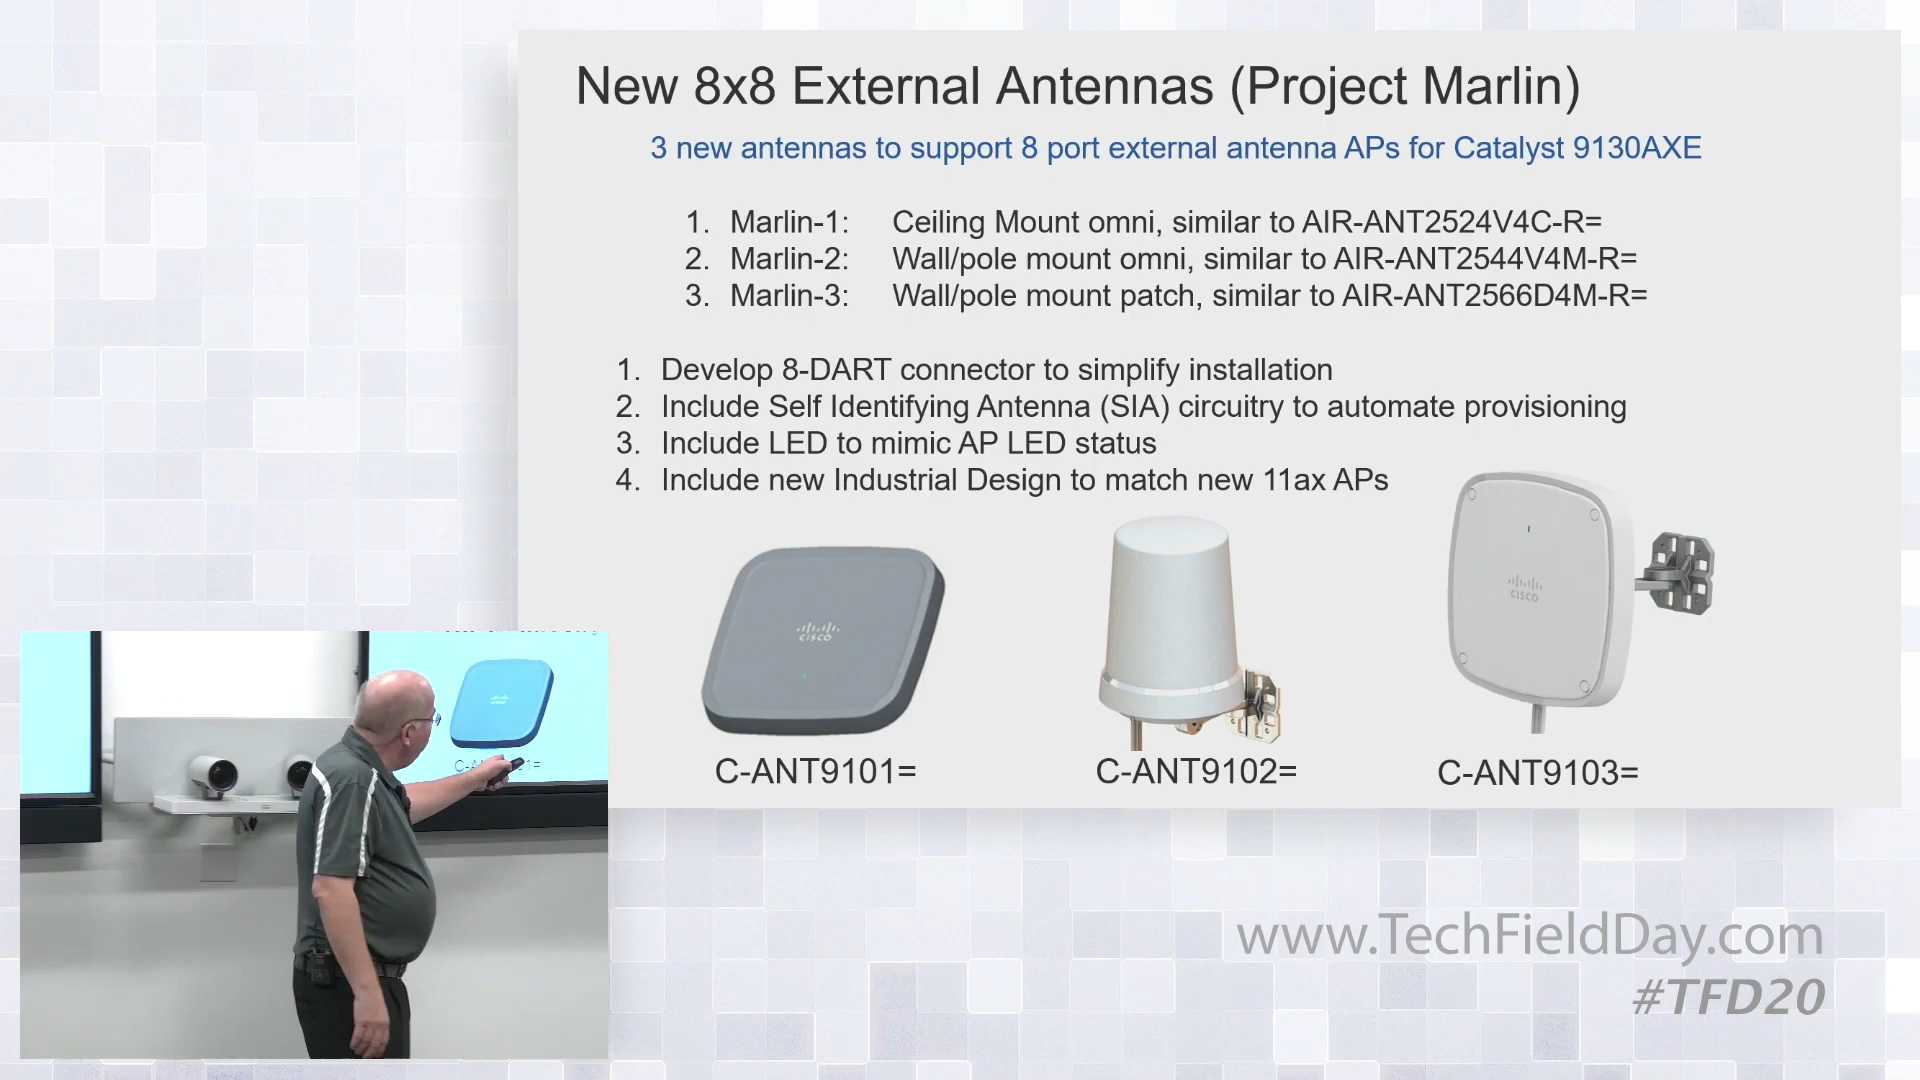 New 8x8 External Antennas (Project Marlin)
3 new antennas to support 8 port external antenna APs for Catalyst 9130AXE
1. Marlin-1: Ceiling Mount omni, similar to AIR-ANT2524V4C-R=
2. Marlin-2: Wall/pole mount omni, similar to AIR-ANT2544V4M-R=
3. Marlin-3: Wall/pole mount patch, similar to AIR-ANT2566D4M-R=
1. Develop 8-DART connector to simplify installation
2. Include Self Identifying Antenna (SIA) circuitry to automate provisioning
3. Include LED to mimic AP LED status
4. Include new Industrial Design to match new 11ax APs
CISCO
CISCO
C-ANT9101=
C-ANT9102=
C-ANT9103=
www.TechFieldDay.com
#TFD20